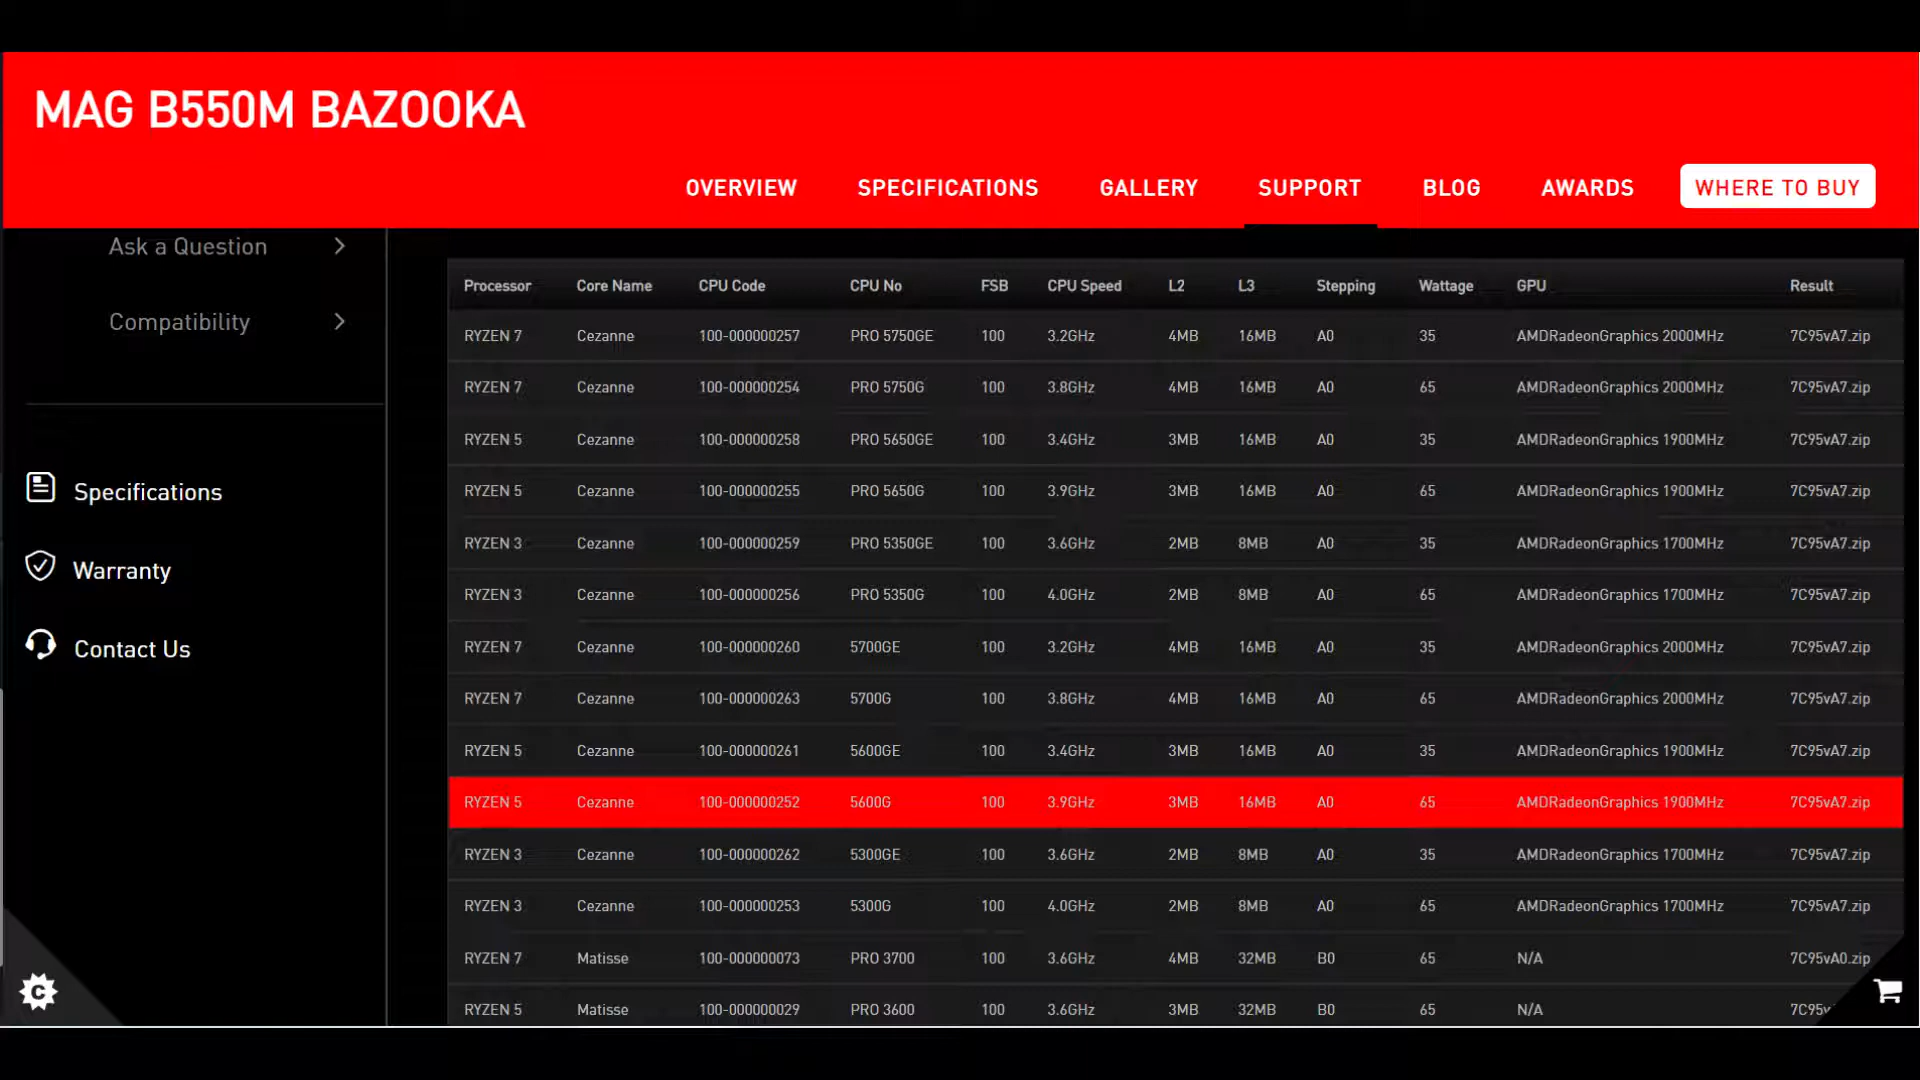 MAG B550M BAZOOKA
OVERVIEW SPECIFICATIONS GALLERY SUPPORT BLOG AWARDS WHERE TO BUY
Ask a Question
Compatibility
Specifications
Warranty
Contact Us
Processor Core Name CPU Code CPU No FSB CPU Speed L2 L3 Stepping Wattage GPU Result
RYZEN 7 Cezanne 100-000000257 PRO 5750GE 100 3.2GHz 4MB 16MB A0 35 AMDRadeonGraphics 2000MHz 7C95vA7.zip
RYZEN 7 Cezanne 100-000000254 PRO 5750G 100 3.8GHz 4MB 16MB A0 65 AMDRadeonGraphics 2000MHz 7C95vA7.zip
RYZEN 5 Cezanne 100-000000258 PRO 5650GE 100 3.4GHz 3MB 16MB A0 35 AMDRadeonGraphics 1900MHz 7C95vA7.zip
RYZEN 5 Cezanne 100-000000255 PRO 5650G 100 3.9GHz 3MB 16MB A0 65 AMDRadeonGraphics 1900MHz 7C95vA7.zip
RYZEN 3 Cezanne 100-000000259 PRO 5350GE 100 3.6GHz 2MB 8MB A0 35 AMDRadeonGraphics 1700MHz 7C95vA7.zip
RYZEN 3 Cezanne 100-000000256 PRO 5350G 100 4.0GHz 2MB 8MB A0 65 AMDRadeonGraphics 1700MHz 7C95vA7.zip
RYZEN 7 Cezanne 100-000000260 5700GE 100 3.2GHz 4MB 16MB A0 35 AMDRadeonGraphics 2000MHz 7C95vA7.zip
RYZEN 7 Cezanne 100-000000263 5700G 100 3.8GHz 4MB 16MB A0 65 AMDRadeonGraphics 2000MHz 7C95vA7.zip
RYZEN 5 Cezanne 100-000000261 5600GE 100 3.4GHz 3MB 16MB A0 35 AMDRadeonGraphics 1900MHz 7C95vA7.zip
RYZEN 5 Cezanne 100-000000252 5600G 100 3.9GHz 3MB 16MB A0 65 AMDRadeonGraphics 1900MHz 7C95vA7.zip
RYZEN 3 Cezanne 100-000000262 5300GE 100 3.6GHz 2MB 8MB A0 35 AMDRadeonGraphics 1700MHz 7C95vA7.zip
RYZEN 3 Cezanne 100-000000253 5300G 100 4.0GHz 2MB 8MB A0 65 AMDRadeonGraphics 1700MHz 7C95vA7.zip
RYZEN 7 Matisse 100-000000073 PRO 3700 100 3.6GHz 4MB 32MB B0 65 N/A 7C95vA0.zip
RYZEN 5 Matisse 100-000000029 PRO 3600 100 3.6GHz 3MB 32MB B0 65 N/A